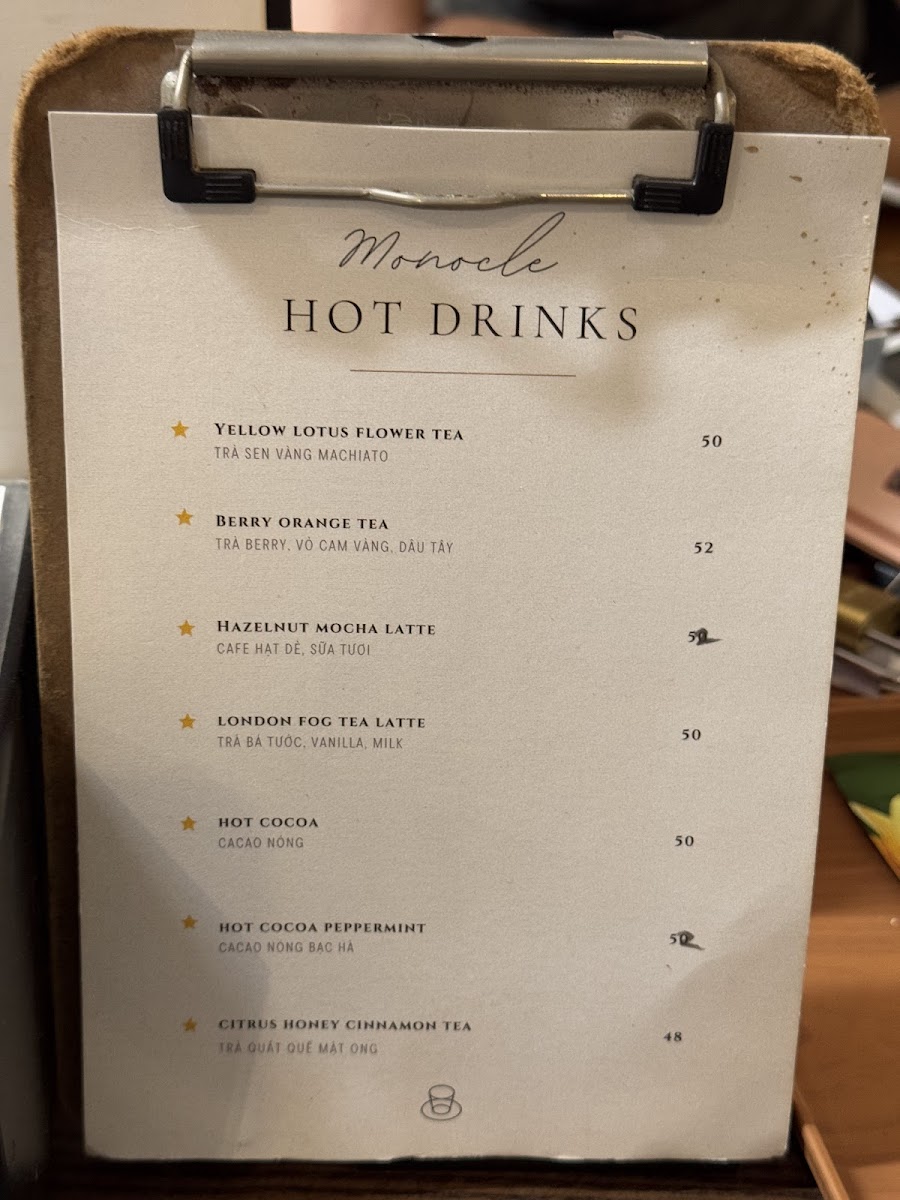 Monocle
HOT DRINKS
YELLOW LOTUS FLOWER TEA 50
TRÀ SEN VÀNG MACHIATO
BERRY ORANGE TEA
TRÀ BERRY, VỎ CAM VÀNG, DÂU TÂY 52
HAZELNUT MOCHA LATTE
CAFE HẠT DẺ, SỮA TƯƠI
LONDON FOG TEA LATTE 50
TRÀ BÁ TƯỚC, VANILLA, MILK
HOT COCOA
CACAO NÓNG 50
HOT COCOA PEPPERMINT
CACAO NÓNG BẠC HÀ
CITRUS HONEY CINNAMON TEA 48
TRÀ QUẤT QUẾ MẬT ONG